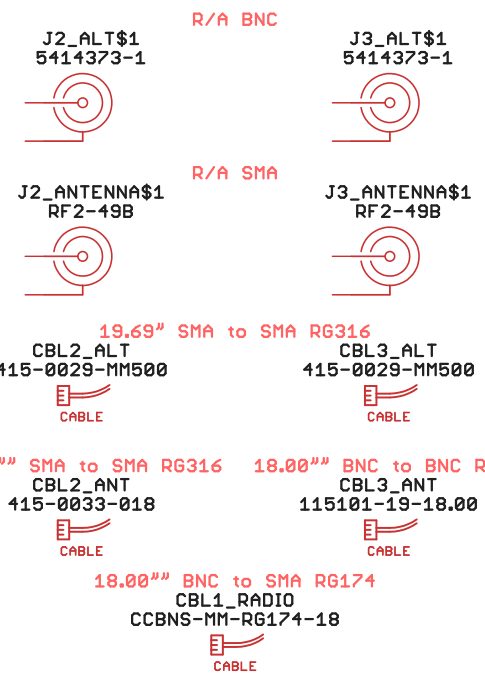 R/A BNC
J2_ALT$1 J3_ALT$1
5414373-1 5414373-1
R/A SMA
J2_ANTENNA$1 J3_ANTENNA$1
RF2-49B RF2-49B
19.69" SMA to SMA RG316
CBL2_ALT CBL3_ALT
415-0029-MM500 415-0029-MM500
CABLE CABLE
"" SMA to SMA RG316 18.00"" BNC to BNC R
CBL2_ANT CBL3_ANT
415-0033-018 115101-19-18.00
CABLE CABLE
18.00"" BNC to SMA RG174
CBL1_RADIO
CCBNS-MM-RG174-18
CABLE